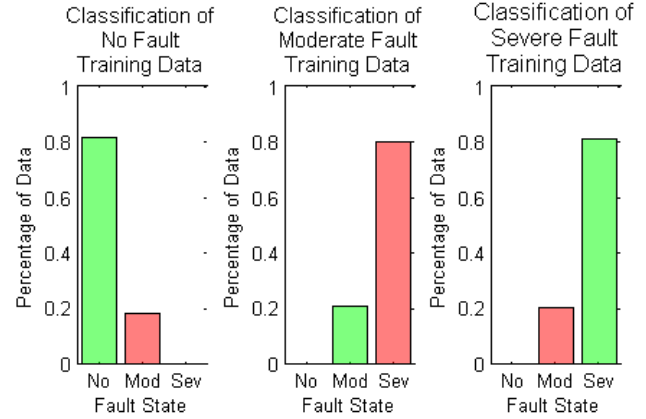 Classification of
No Fault
Training Data
Percentage of Data
1
0.8
0.6
0.4
0.2
0
No Mod Sev
Fault State
Classification of
Moderate Fault
Training Data
Percentage of Data
1
0.8
0.6
0.4
0.2
0
No Mod Sev
Fault State
Classification of
Severe Fault
Training Data
Percentage of Data
1
0.8
0.6
0.4
0.2
0
No Mod Sev
Fault State